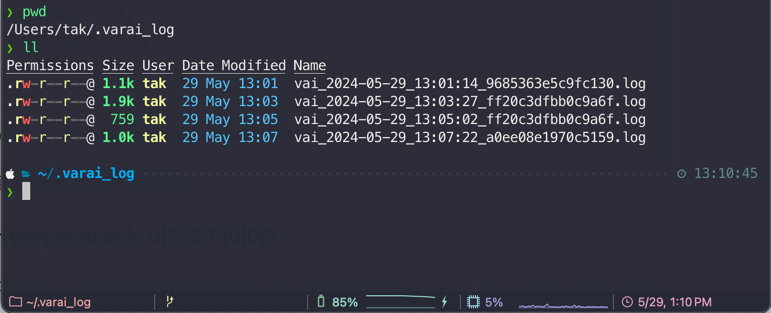 ❯ pwd
/Users/tak/.varai_log
❯ ll
Permissions Size User Date Modified Name
.rw-r--r--@ 1.1k tak 29 May 13:01 vai_2024-05-29_13:01:14_9685363e5c9fc130.log
.rw-r--r--@ 1.9k tak 29 May 13:03 vai_2024-05-29_13:03:27_ff20c3dfbb0c9a6f.log
.rw-r--r--@ 759 tak 29 May 13:05 vai_2024-05-29_13:05:02_ff20c3dfbb0c9a6f.log
.rw-r--r--@ 1.0k tak 29 May 13:07 vai_2024-05-29_13:07:22_a0ee08e1970c5159.log
~/.varai_log 13:10:45
❯
~/.varai_log 85% 5% 5/29, 1:10 PM